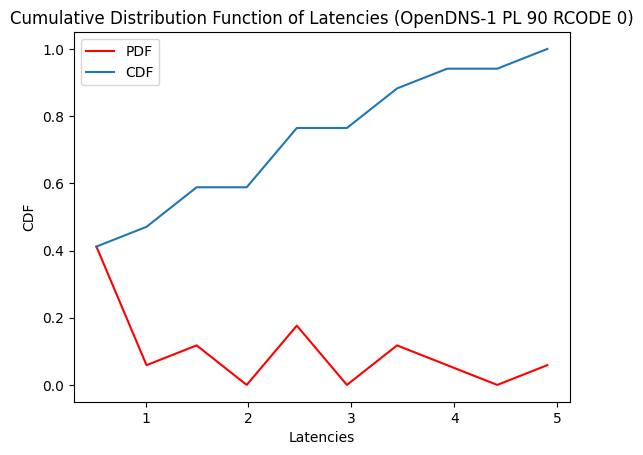 Cumulative Distribution Function of Latencies (OpenDNS-1 PL 90 RCODE 0)
PDF
CDF
1.0
0.8
0.6
0.4
0.2
0.0
CDF
1 2 3 4 5
Latencies